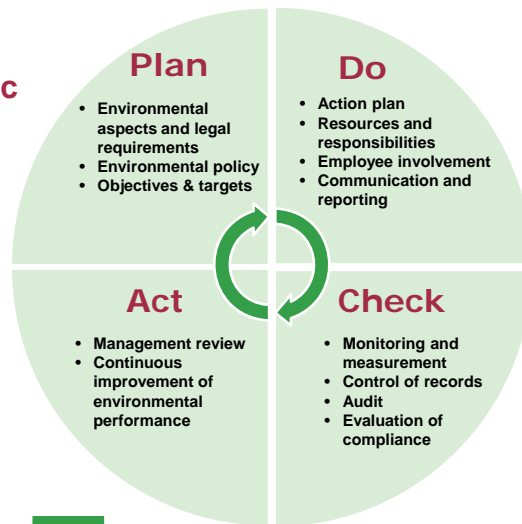 c
Plan
• Environmental
aspects and legal
requirements
• Environmental policy
• Objectives & targets
Do
• Action plan
• Resources and
responsibilities
• Employee involvement
• Communication and
reporting
Act
• Management review
• Continuous
improvement of
environmental
performance
Check
• Monitoring and
measurement
• Control of records
• Audit
• Evaluation of
compliance